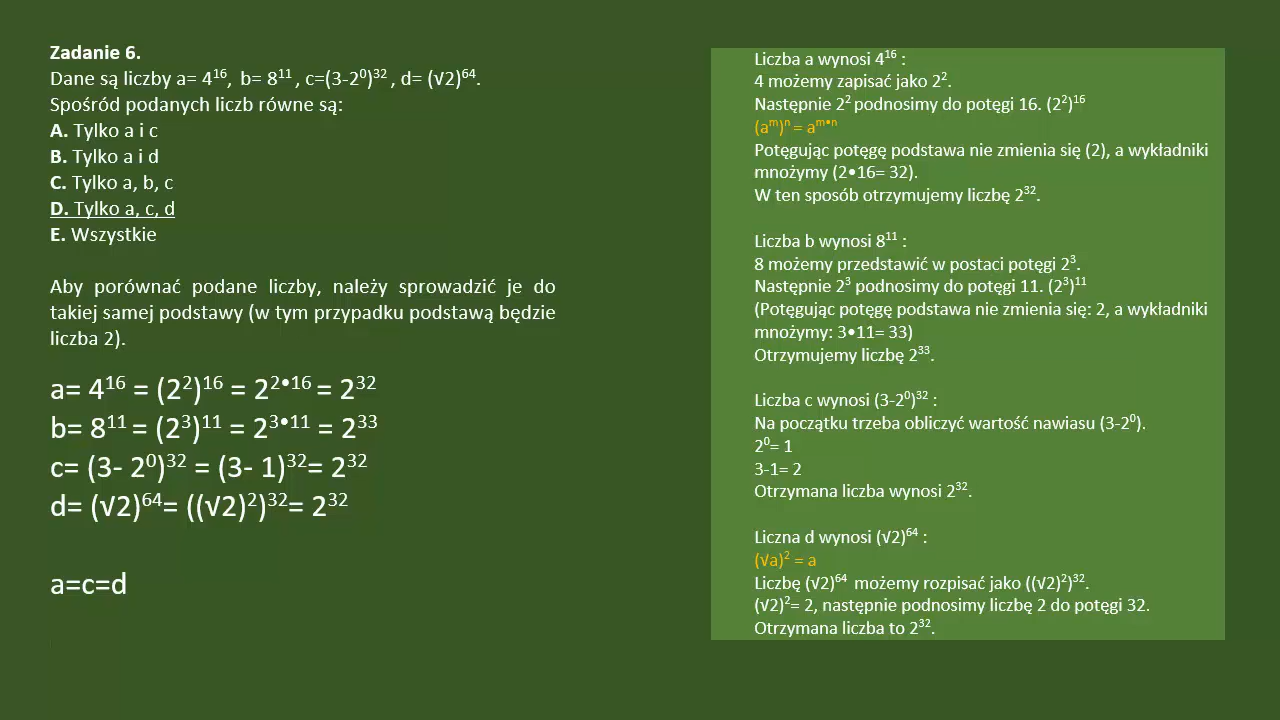 Zadanie 6.
Dane są liczby a= 4¹⁶, b= 8¹¹ , c=(3-2⁰)³² , d= (√2)⁶⁴.
Spośród podanych liczb równe są:
A. Tylko a i c
B. Tylko a i d
C. Tylko a, b, c
D. Tylko a, c, d
E. Wszystkie
Aby porównać podane liczby, należy sprowadzić je do
takiej samej podstawy (w tym przypadku podstawą będzie
liczba 2).
a= 4¹⁶ = (2²)¹⁶ = 2²•¹⁶ = 2³²
b= 8¹¹ = (2³)¹¹ = 2³•¹¹ = 2³³
c= (3- 2⁰)³² = (3- 1)³²= 2³²
d= (√2)⁶⁴= ((√2)²)³²= 2³²
a=c=d
Liczba a wynosi 4¹⁶ :
4 możemy zapisać jako 2².
Następnie 2² podnosimy do potęgi 16. (2²)¹⁶
(aᵐ)ⁿ = aᵐ•ⁿ
Potęgując potęgę podstawa nie zmienia się (2), a wykładniki
mnożymy (2•16= 32).
W ten sposób otrzymujemy liczbę 2³².
Liczba b wynosi 8¹¹ :
8 możemy przedstawić w postaci potęgi 2³.
Następnie 2³ podnosimy do potęgi 11. (2³)¹¹
(Potęgując potęgę podstawa nie zmienia się: 2, a wykładniki
mnożymy: 3•11= 33)
Otrzymujemy liczbę 2³³.
Liczba c wynosi (3-2⁰)³² :
Na początku trzeba obliczyć wartość nawiasu (3-2⁰).
2⁰= 1
3-1= 2
Otrzymana liczba wynosi 2³².
Liczna d wynosi (√2)⁶⁴ :
(√a)² = a
Liczbę (√2)⁶⁴ możemy rozpisać jako ((√2)²)³².
(√2)²= 2, następnie podnosimy liczbę 2 do potęgi 32.
Otrzymana liczba to 2³².